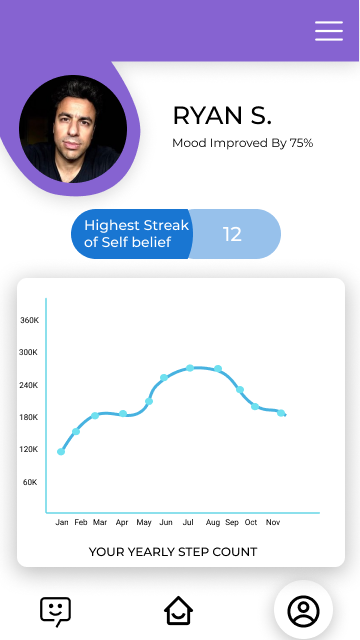 RYAN S.
Mood Improved By 75%
Highest Streak
of Self belief
12
360K
300K
240K
180K
120K
60K
Jan Feb Mar Apr May Jun Jul Aug Sep Oct Nov
YOUR YEARLY STEP COUNT